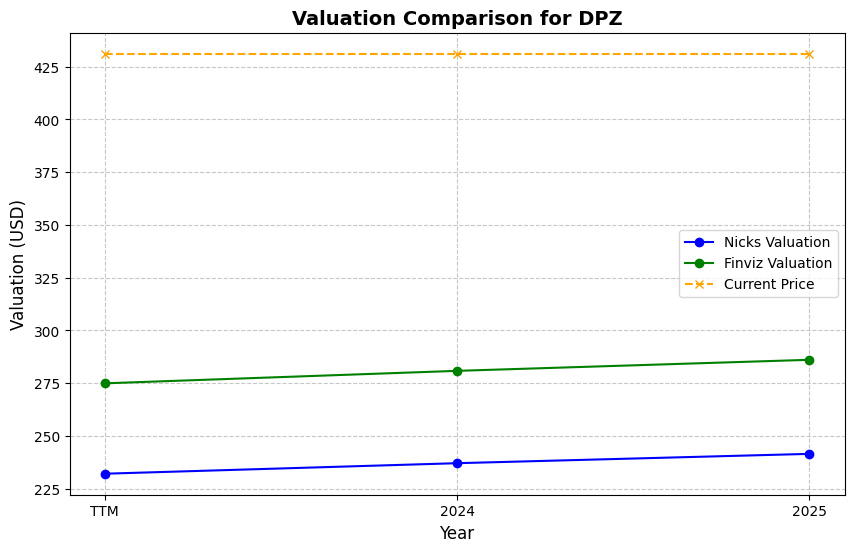 Valuation Comparison for DPZ
Valuation (USD)
425
400
375
350
325
300
275
250
225
Nicks Valuation
Finviz Valuation
Current Price
TTM
2024
2025
Year